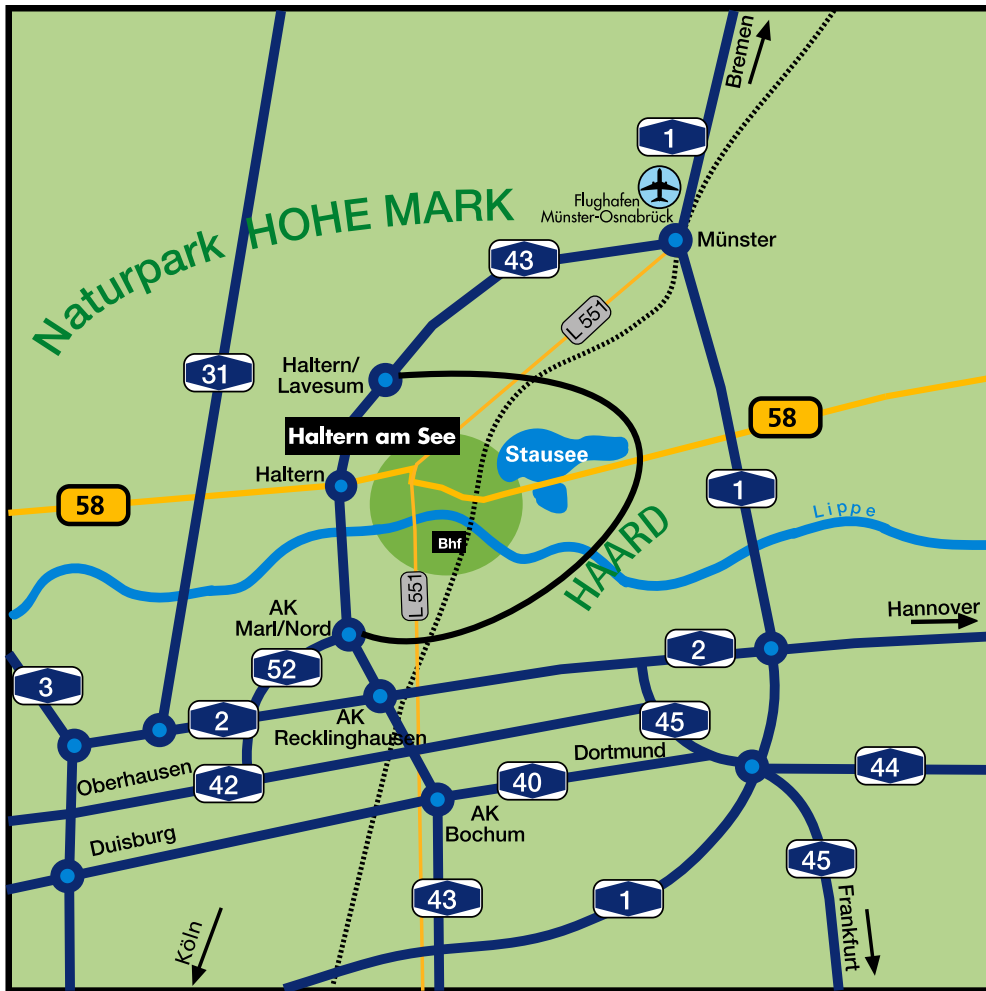 Bremen
1
Flughafen
Münster-Osnabrück
Münster
Naturpark HOHE MARK
43
L 551
31
Haltern/
Lavesum
Haltern am See
58
Stausee
Haltern
58
1
Lippe
Bhf
HAARD
L 551
AK
Marl/Nord
Hannover
52
2
3
2
AK
Recklinghausen
45
Dortmund
Oberhausen
42
40
44
Duisburg
AK
Bochum
45
43
1
Frankfurt
Köln